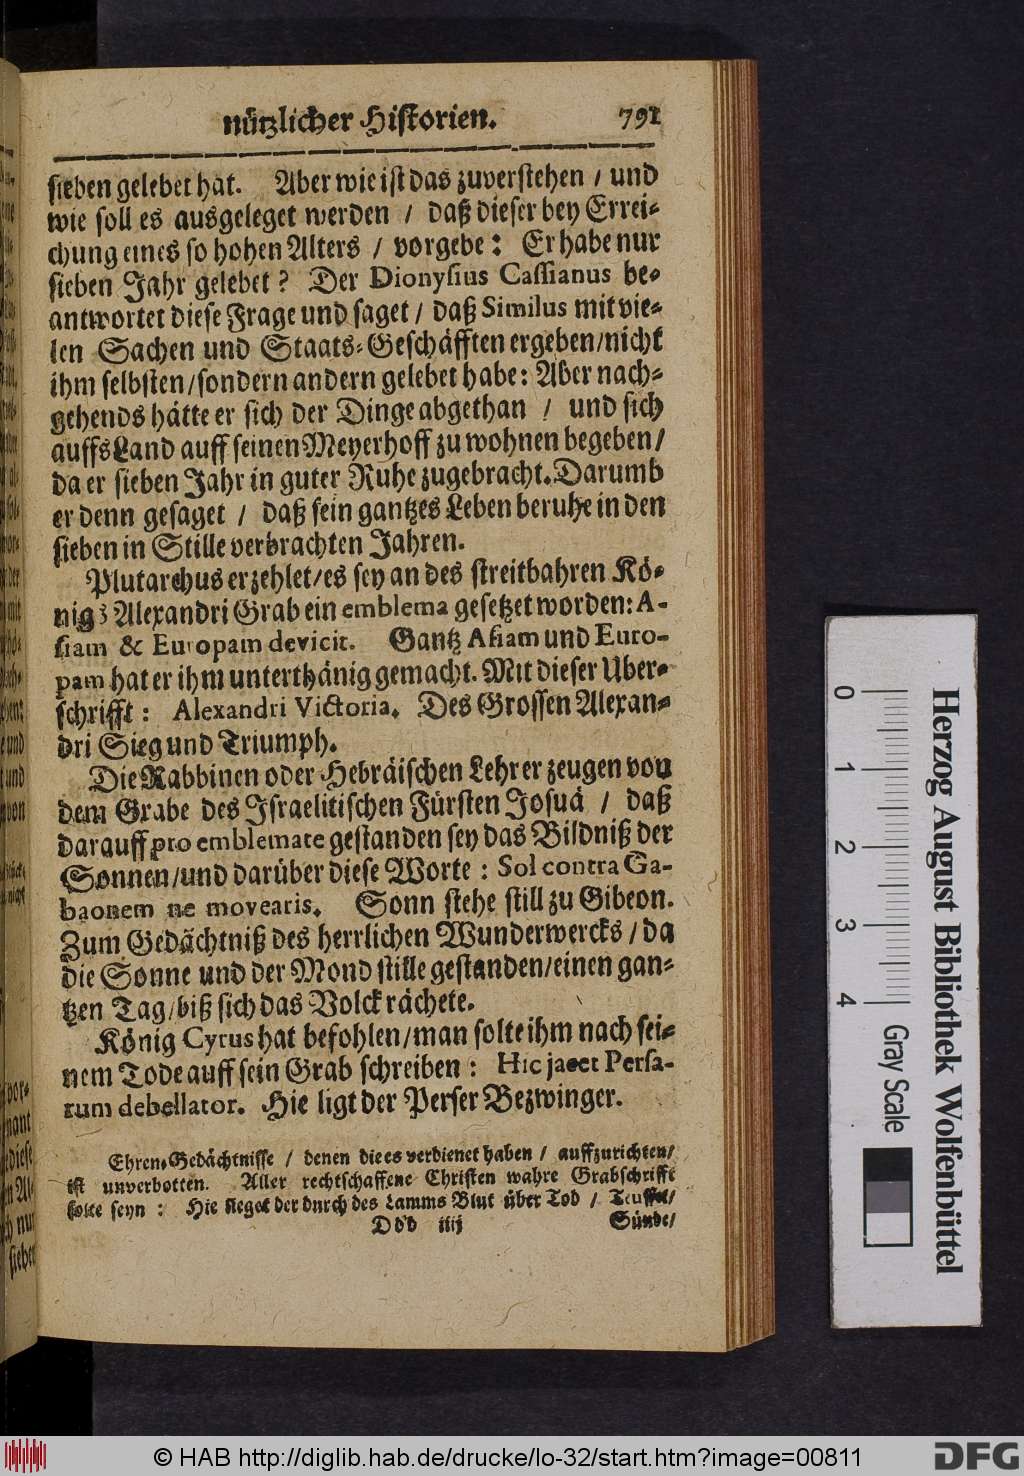 nützlicher Historien. 791
sieben gelebet hat. Aber wie ist das zuverstehen / und
wie soll es ausgeleget werden / daß dieser bey Errei-
chung eines so hohen Alters / vorgebe: Er habe nur
sieben Jahr gelebet? Der Dionysius Cassianus be-
antwortet diese Frage und saget / daß Similus mit vie-
len Sachen und Staats-Geschäfften ergeben/nicht
ihm selbsten/sondern andern gelebet habe: Aber nach-
gehends hätte er sich der Dinge abgethan / und sich
auffs Land auff seinen Meyerhoff zu wohnen begeben/
da er sieben Jahr in guter Ruhe zugebracht. Darumb
er denn gesaget / daß sein gantzes Leben beruhe in den
sieben in Stille verbrachten Jahren.
Plutarchus erzehlet/es sey an des streitbahren Kö-
nigs Alexandri Grab ein emblema gesetzet worden: A-
siam & Europam devicit. Gantz Asiam und Euro-
pam hat er ihm unterthänig gemacht. Mit dieser Uber-
schrifft: Alexandri Victoria. Des Grossen Alexan-
dri Sieg und Triumph.
Die Rabbinen oder Hebräischen Lehrer zeugen von
dem Grabe des Israelitischen Fürsten Josuä / daß
darauff pro emblemate gestanden sey das Bildniß der
Sonnen/und darüber diese Worte: Sol contra Ga-
baonem ne movearis. Sonn stehe still zu Gibeon.
Zum Gedächtniß des herrlichen Wunderwercks / da
die Sonne und der Mond stille gestanden/einen gan-
tzen Tag/biß sich das Volck rächete.
König Cyrus hat befohlen/man solte ihm nach sei-
nem Tode auff sein Grab schreiben: Hic jacet Persa-
rum debellator. Hie ligt der Perser Bezwinger.
Ehren-Gedächtnisse / denen die es verdienet haben / auffzurichten/
ist unverbotten. Aller rechtschaffene Christen wahre Grabschrifft
solte seyn: Hie sieget der durch des Lamms Blut über Tod / Teuffel/
Ddd iiij Sünde/
0 1 2 3 4 Gray Scale
Herzog August Bibliothek Wolfenbüttel
© HAB http://diglib.hab.de/drucke/lo-32/start.htm?image=00811
DFG